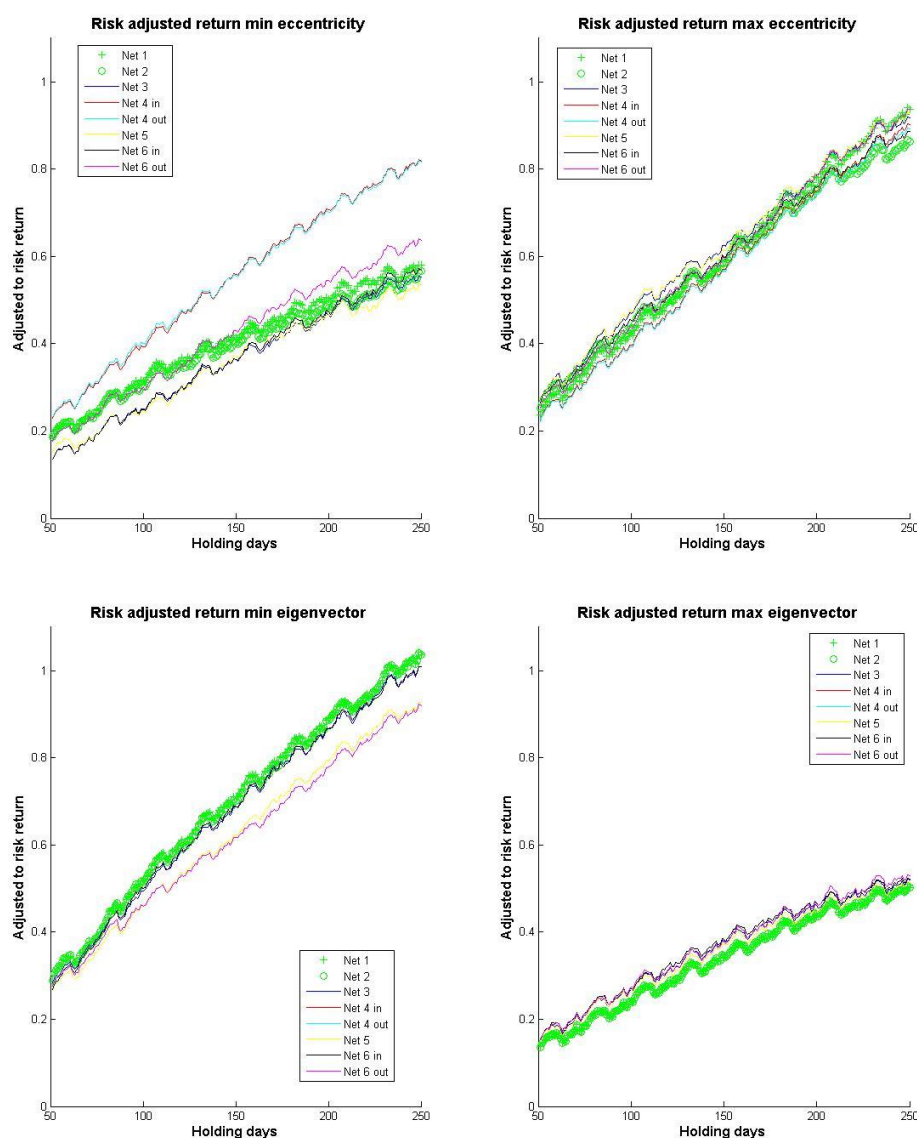 Risk adjusted return min eccentricity
Net 1
Net 2
Net 3
Net 4 in
Net 4 out
Net 5
Net 6 in
Net 6 out
1
0.8
0.6
0.4
0.2
0
50
100
150
200
250
Adjusted to risk return
Holding days
Risk adjusted return max eccentricity
Net 1
Net 2
Net 3
Net 4 in
Net 4 out
Net 5
Net 6 in
Net 6 out
1
0.8
0.6
0.4
0.2
0
50
100
150
200
250
Adjusted to risk return
Holding days
Risk adjusted return min eigenvector
1
0.8
0.6
0.4
0.2
0
50
100
150
200
250
Adjusted to risk return
Holding days
Net 1
Net 2
Net 3
Net 4 in
Net 4 out
Net 5
Net 6 in
Net 6 out
Risk adjusted return max eigenvector
Net 1
Net 2
Net 3
Net 4 in
Net 4 out
Net 5
Net 6 in
Net 6 out
1
0.8
0.6
0.4
0.2
0
50
100
150
200
250
Adjusted to risk return
Holding days